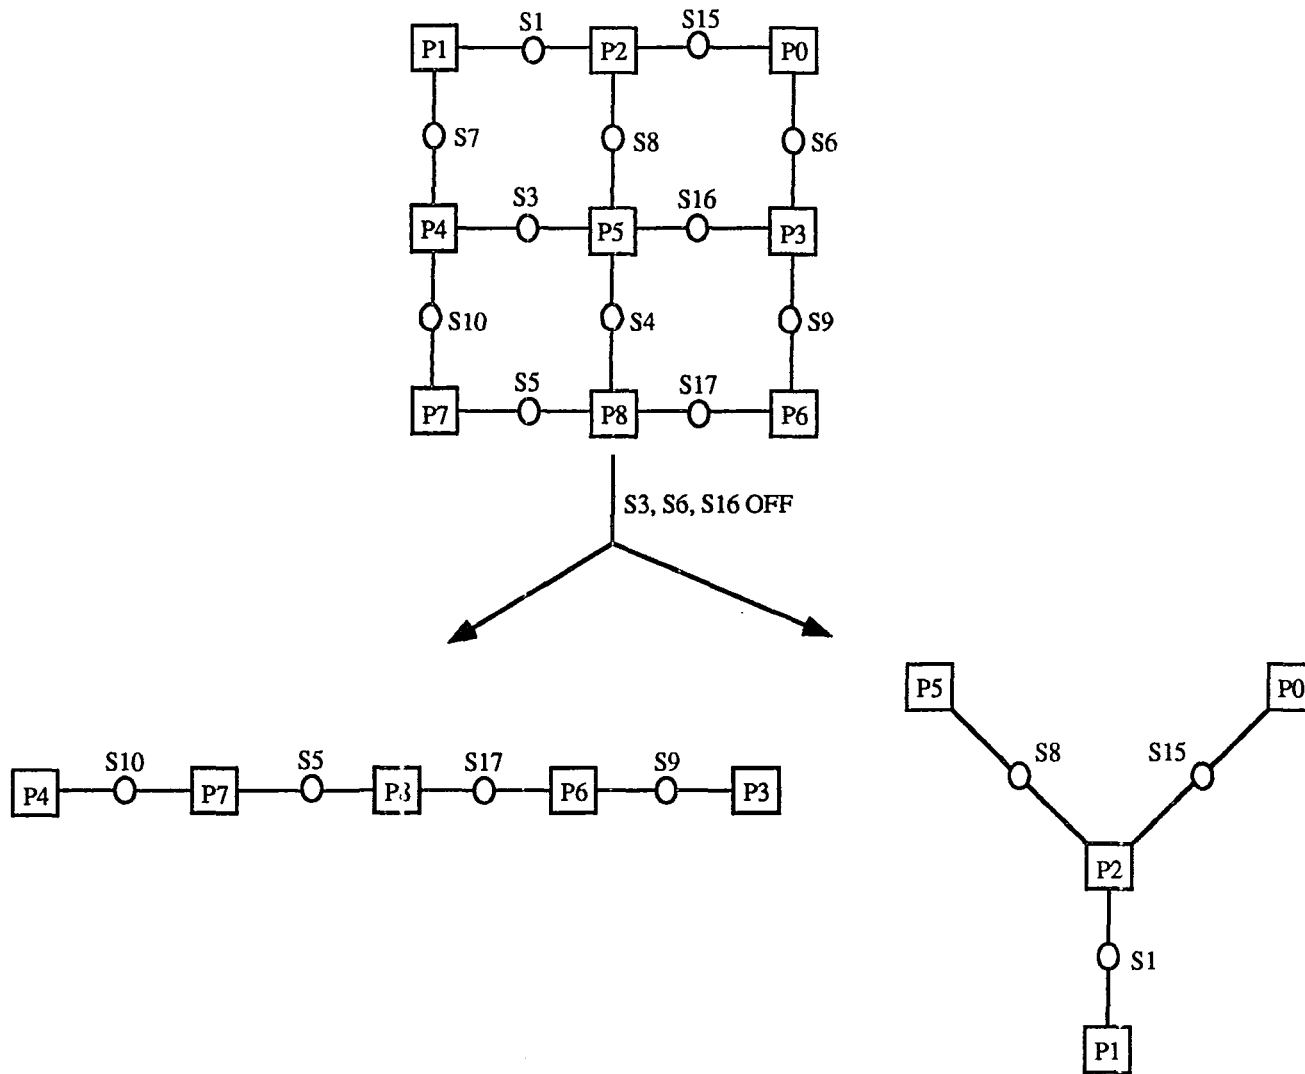 S1 S15
P1 P2 P0
S7 S8 S6
S3 S16
P4 P5 P3
S10 S4 S9
S5 S17
P7 P8 P6
S3, S6, S16 OFF
P5 P0
S8 S15
S10 S5 S17 S9
P4 P7 P8 P6 P3
P2
S1
P1